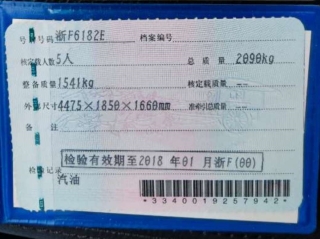 号牌号码 浙F6182E 档案编号
核定载人数 5人 总质量 2090kg
整备质量 1541kg 核定载质量 --
外廓尺寸 4475×1850×1660mm 准牵引总质量 --
备注
检验有效期至2018年01月浙F(00)
检验记录
汽油
*3340019257942*